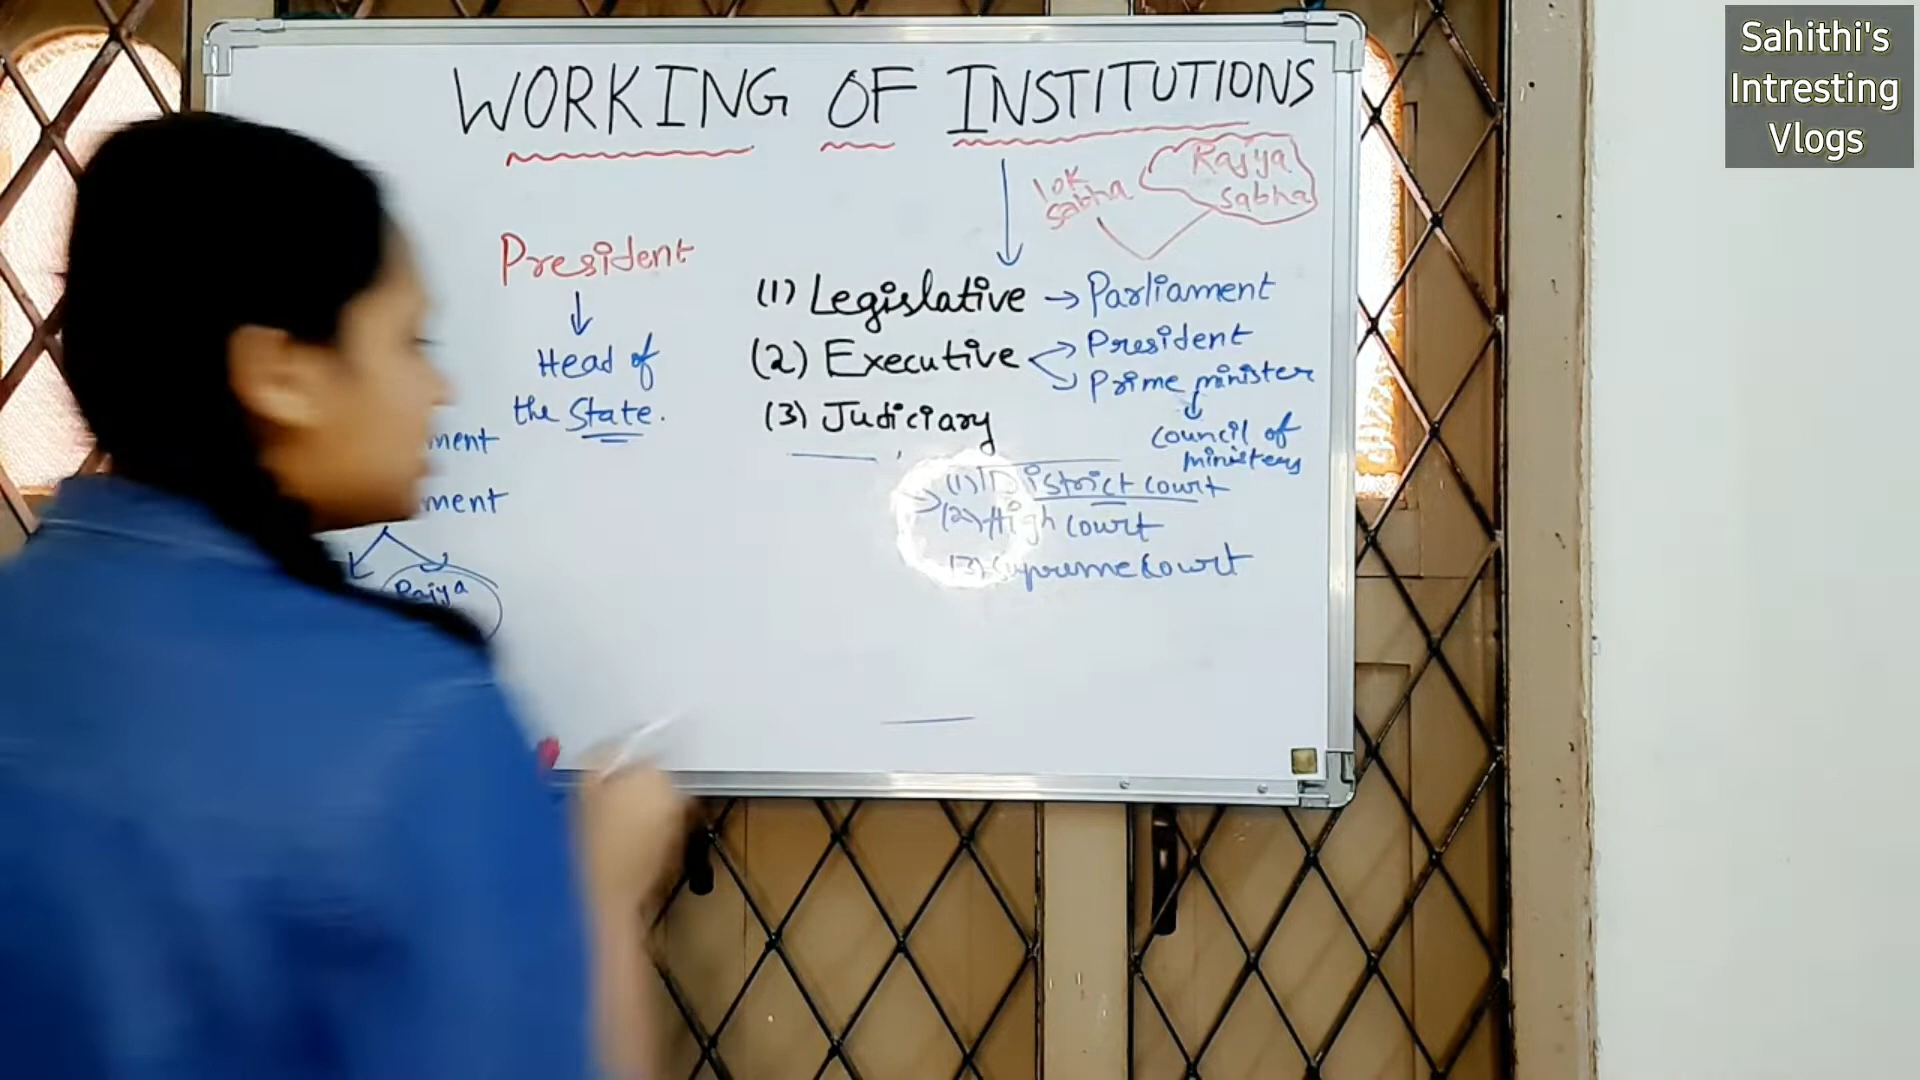 Sahithi's
Intresting
Vlogs
WORKING OF INSTITUTIONS
lok
Sabha
Rajya
Sabha
President
Head of
the State.
(1) Legislative → Parliament
(2) Executive → President
→ Prime minister
council of
ministers
(3) Judiciary
(1) District court
(2) High court
(3) Supreme Court
ment
ment
Rajya